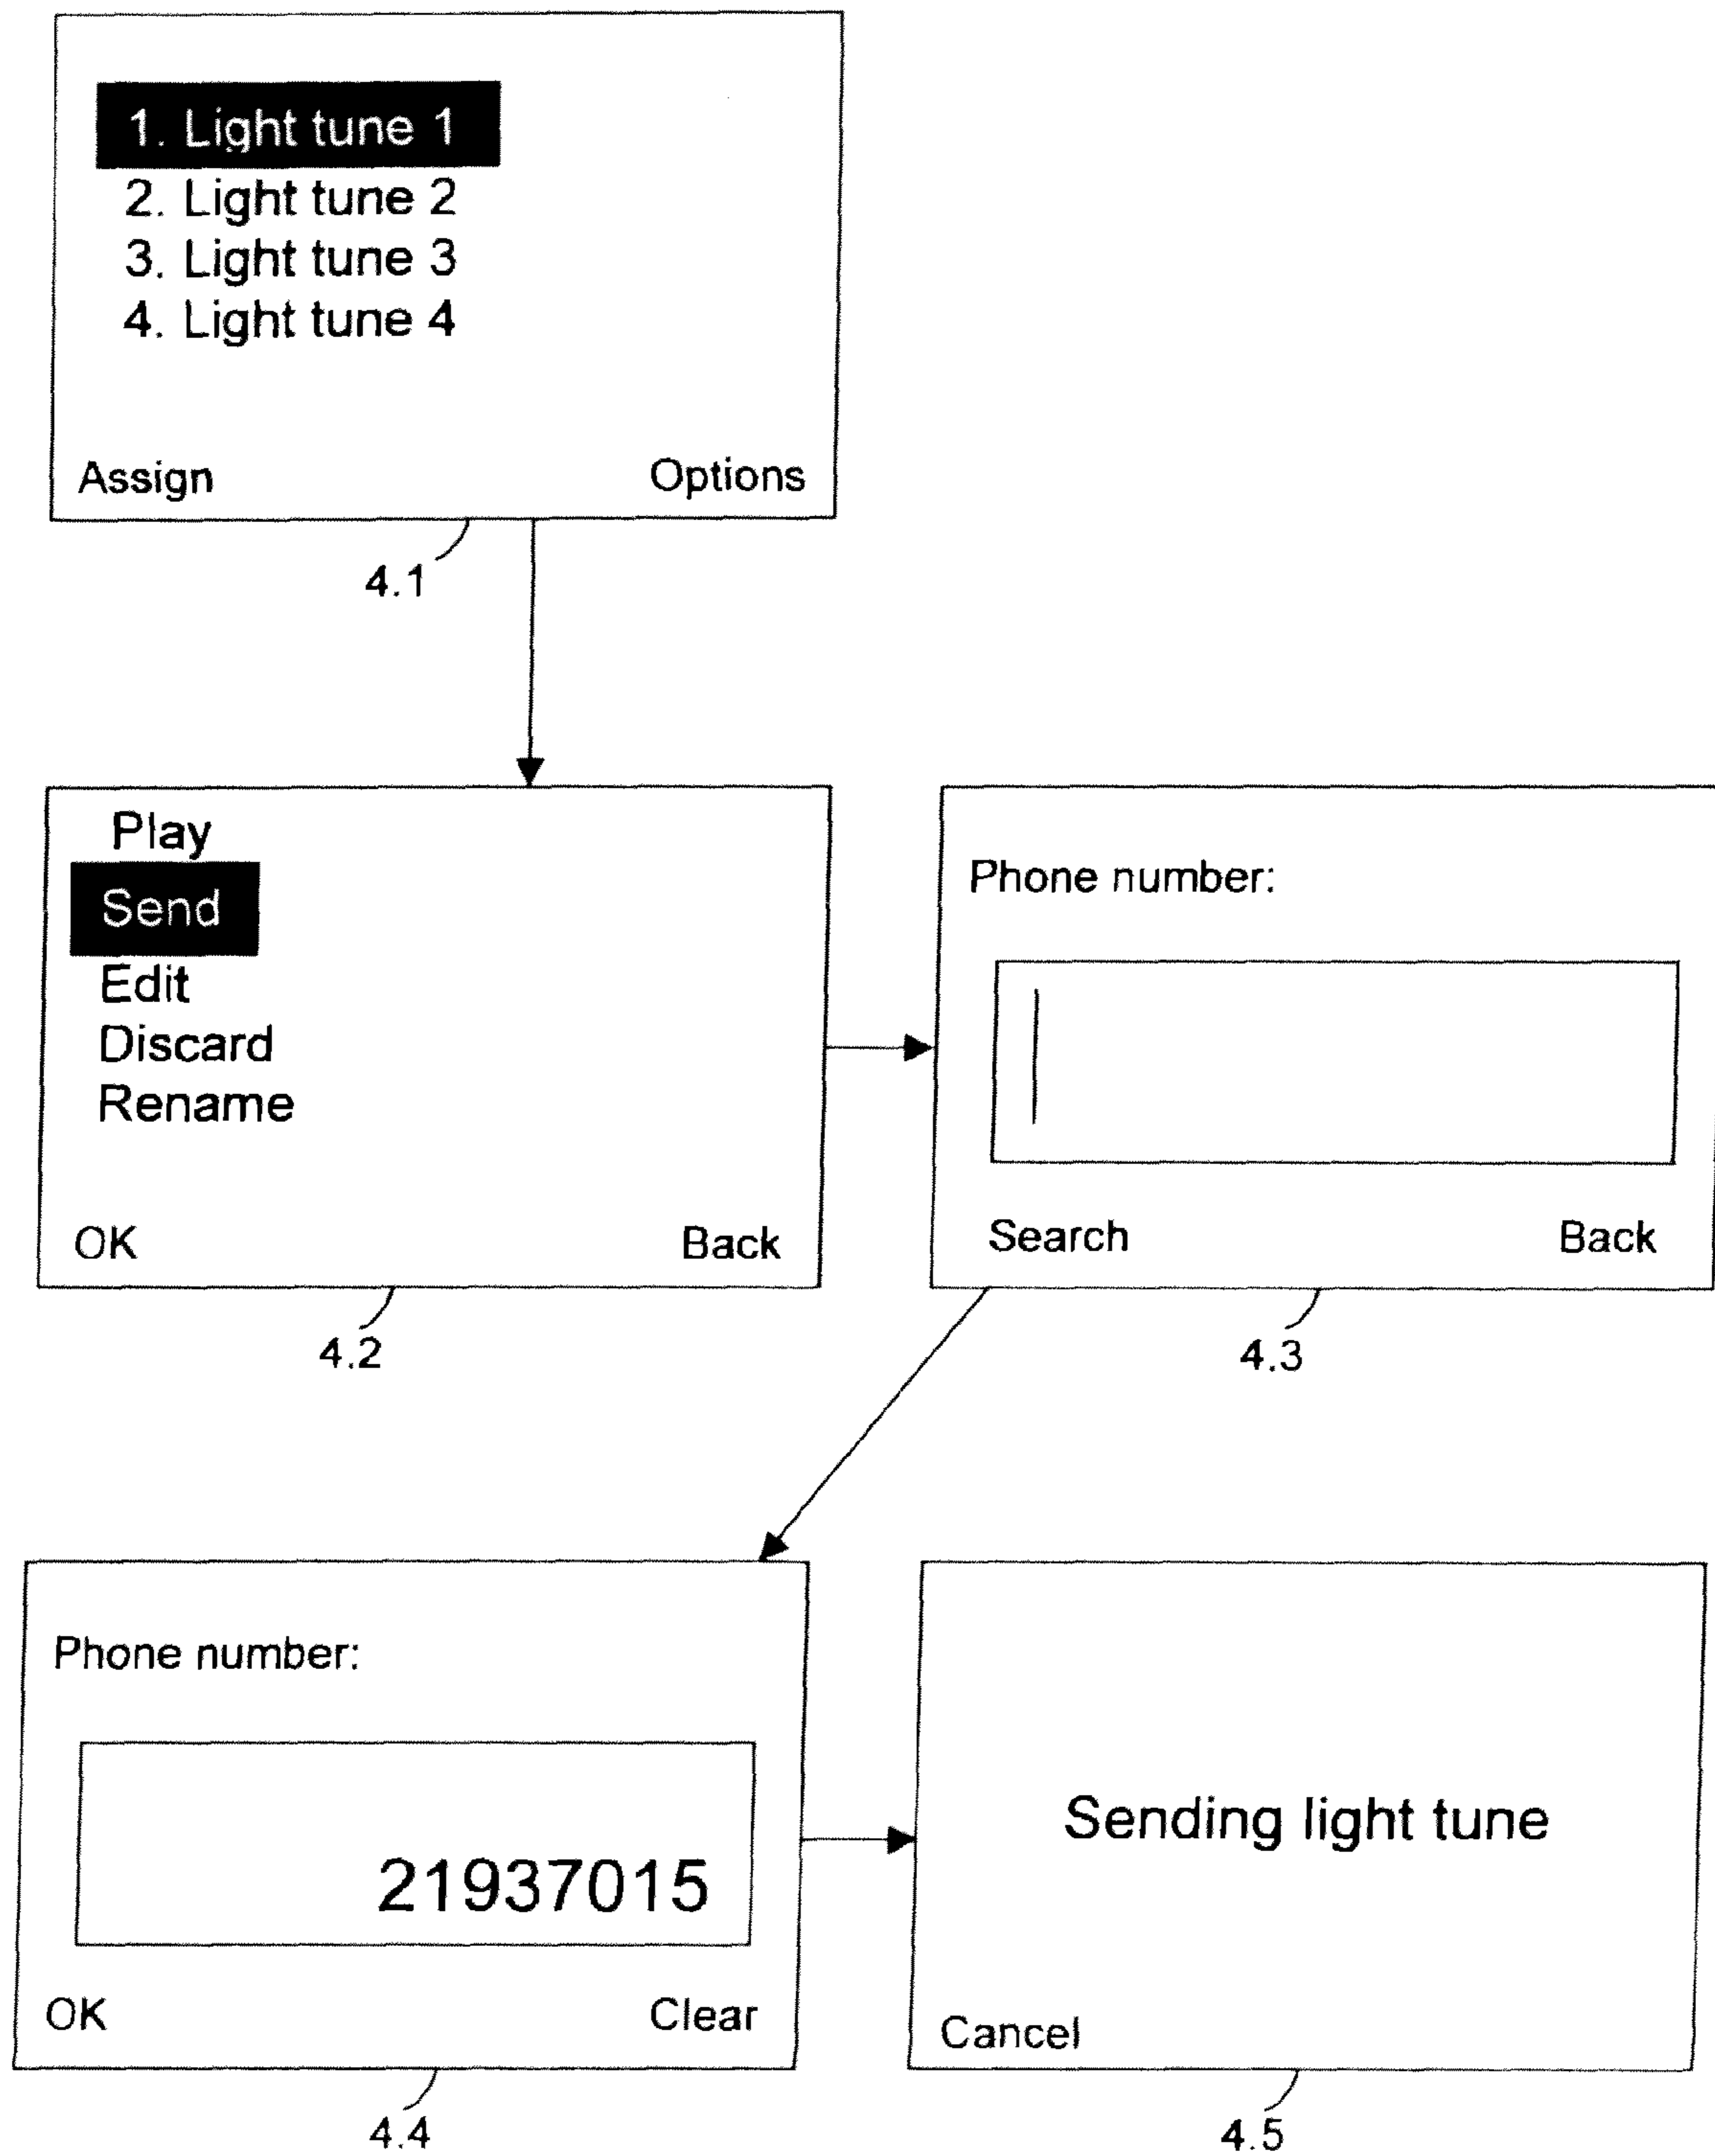 1. Light tune 1
2. Light tune 2
3. Light tune 3
4. Light tune 4
Assign Options
4.1
Play
Send
Edit
Discard
Rename
OK Back
4.2
Phone number:
Search Back
4.3
Phone number:
21937015
OK Clear
4.4
Sending light tune
Cancel
4.5